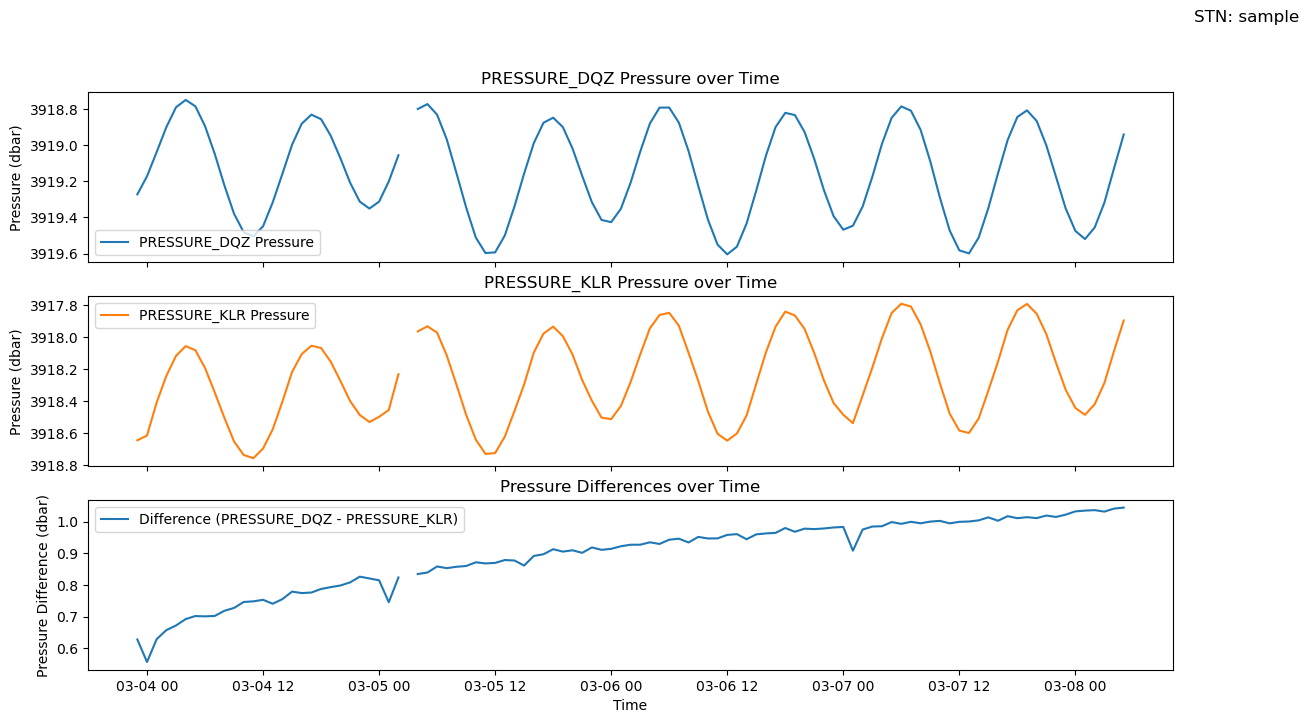 STN: sample
PRESSURE_DQZ Pressure over Time
Pressure (dbar)
3918.8
3919.0
3919.2
3919.4
3919.6
PRESSURE_DQZ Pressure
PRESSURE_KLR Pressure over Time
Pressure (dbar)
3917.8
3918.0
3918.2
3918.4
3918.6
3918.8
PRESSURE_KLR Pressure
Pressure Differences over Time
Pressure Difference (dbar)
1.0
0.9
0.8
0.7
0.6
Difference (PRESSURE_DQZ - PRESSURE_KLR)
03-04 00 03-04 12 03-05 00 03-05 12 03-06 00 03-06 12 03-07 00 03-07 12 03-08 00
Time